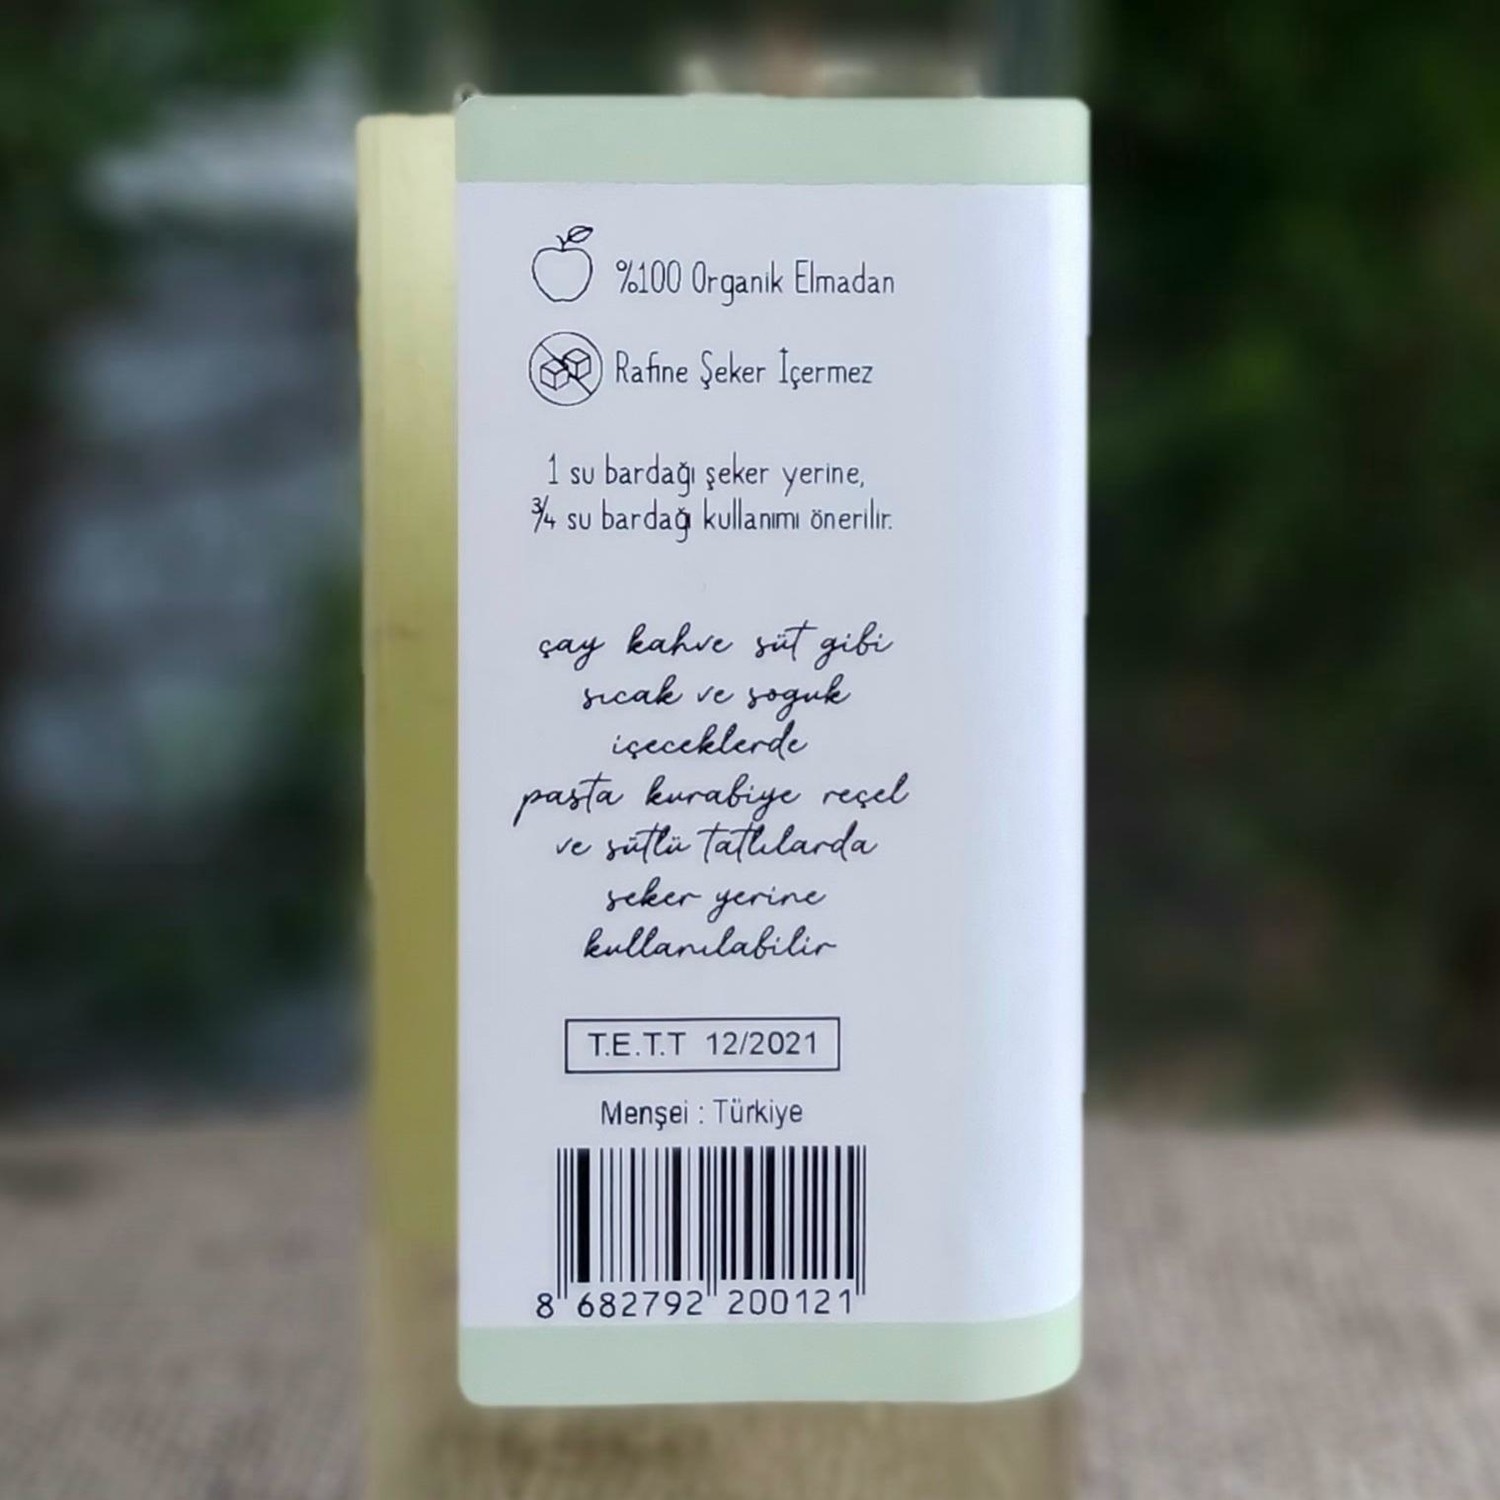 %100 Organik Elmadan
Rafine Şeker İçermez
1 su bardağı şeker yerine,
¾ su bardağı kullanımı önerilir.
çay kahve süt gibi
sıcak ve soguk
içeceklerde
pasta kurabiye reçel
ve sütlü tatlılarda
seker yerine
kullanılabilir
T.E.T.T 12/2021
Menşei : Türkiye
8 682792 200121